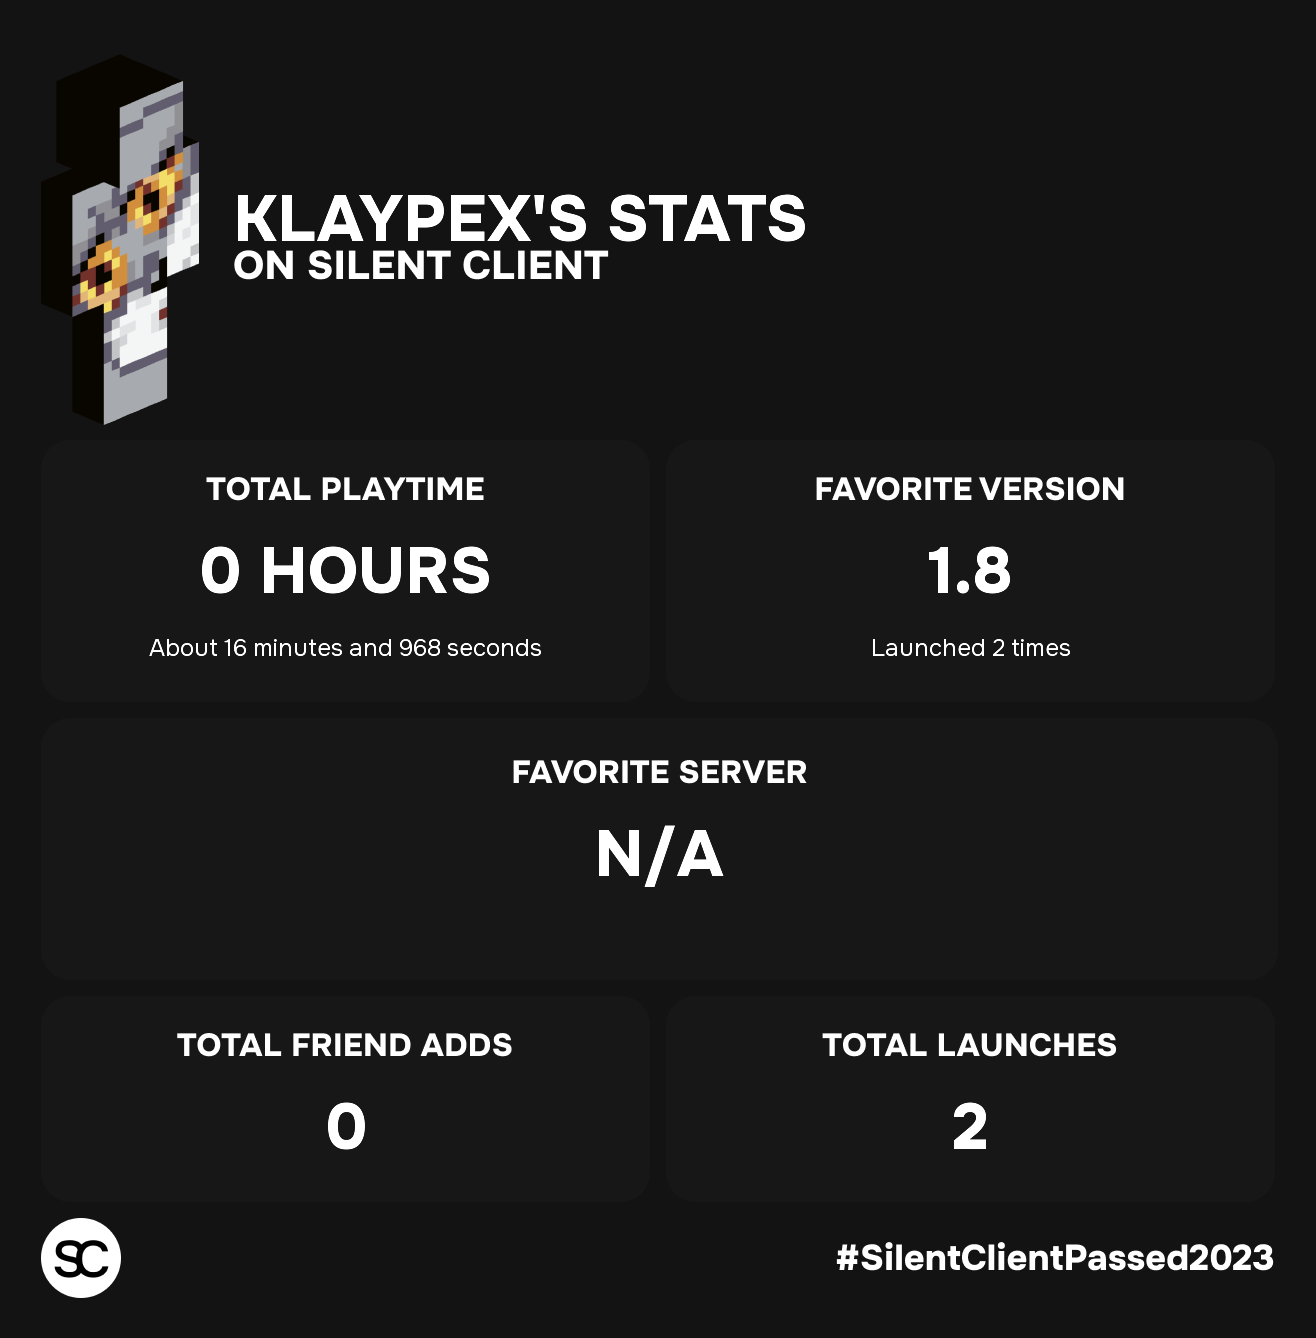 KLAYPEX'S STATS
ON SILENT CLIENT
TOTAL PLAYTIME
0 HOURS
About 16 minutes and 968 seconds
FAVORITE VERSION
1.8
Launched 2 times
FAVORITE SERVER
N/A
TOTAL FRIEND ADDS
0
TOTAL LAUNCHES
2
SC
#SilentClientPassed2023